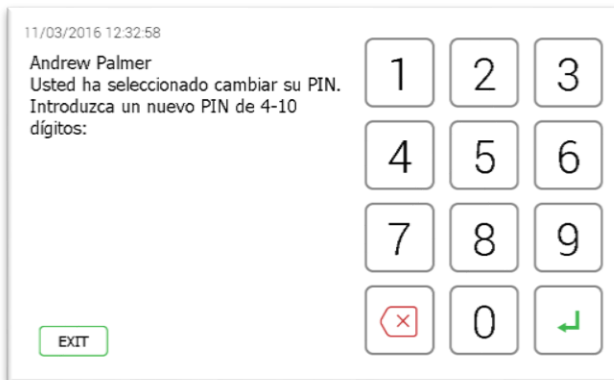 11/03/2016 12:32:58
Andrew Palmer
Usted ha seleccionado cambiar su PIN.
Introduzca un nuevo PIN de 4-10
dígitos:
1 2 3
4 5 6
7 8 9
0
EXIT